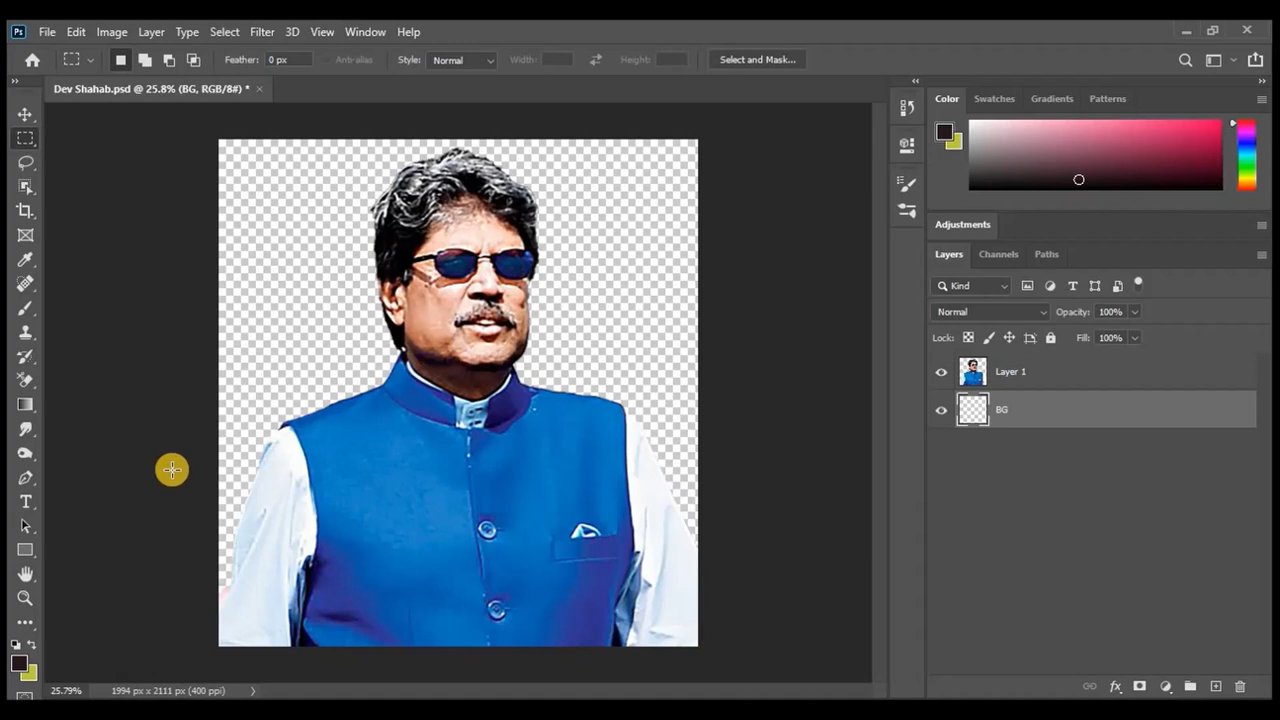 Ps File Edit Image Layer Type Select Filter 3D View Window Help
Feather: 0 px Anti-alias Style: Normal Width: Height: Select and Mask...
Dev Shahab.psd @ 25.8% (BG, RGB/8#) * ×
Color Swatches Gradients Patterns
Adjustments
Layers Channels Paths
Kind
Normal Opacity: 100%
Lock: Fill: 100%
Layer 1
BG
25.79% 1994 px x 2111 px (400 ppi)